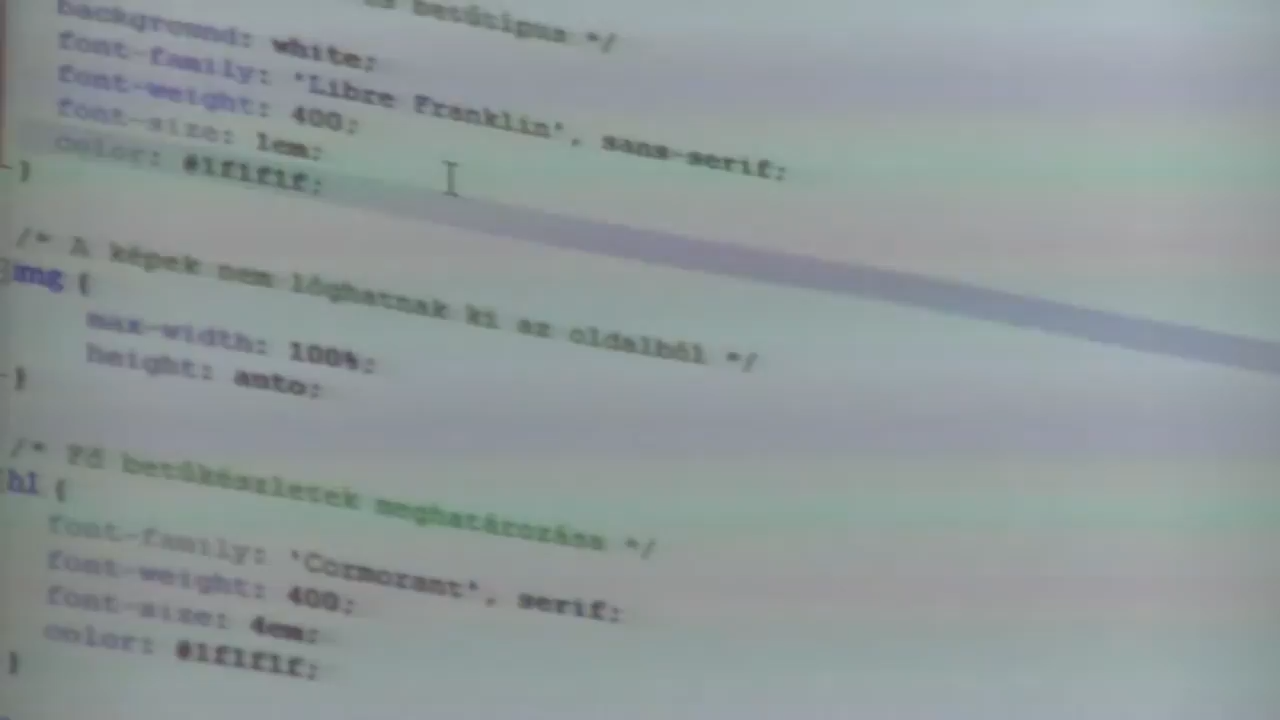 betűtípus */
background: white;
font-family: 'Libre Franklin', sans-serif;
font-weight: 400;
font-size: 1em;
color: #1f1f1f;
}
/* A képek nem lóghatnak ki az oldalból */
img {
max-width: 100%;
height: auto;
}
/* Fő betűkészletek meghatározása */
h1 {
font-family: 'Cormorant', serif;
font-weight: 400;
font-size: 4em;
color: #1f1f1f;
}